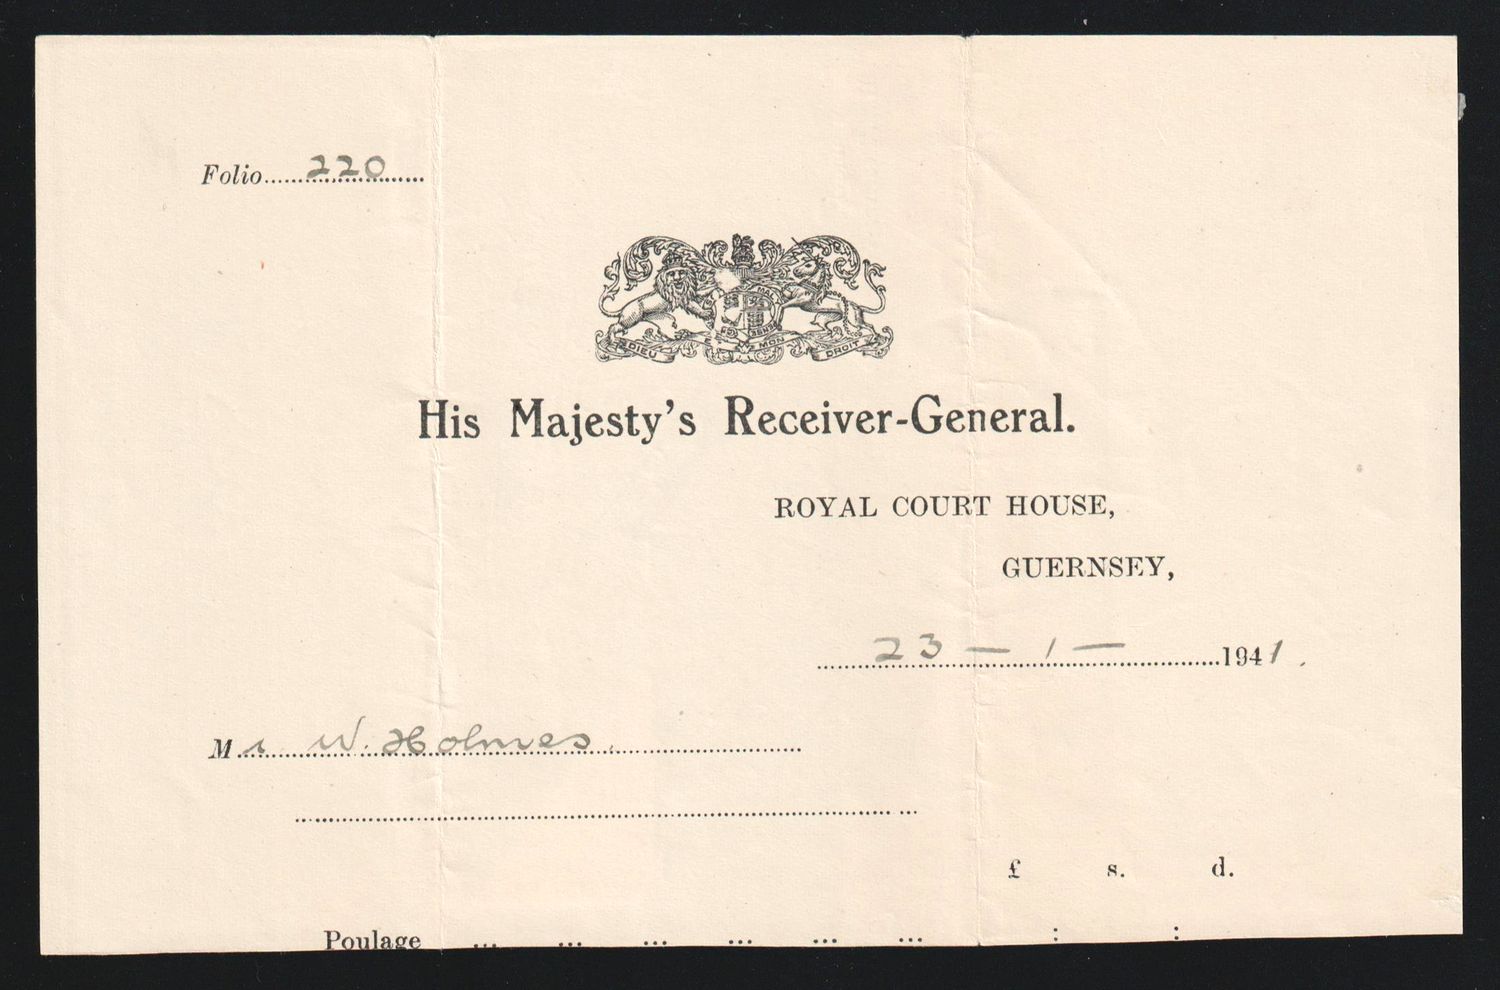 Folio......220......
DIEU ET MON DROIT
His Majesty's Receiver-General.
ROYAL COURT HOUSE,
GUERNSEY,
23 — 1 — 1941.
Mr. W. Holmes.
£ s. d.
Poulage ... ... ... ... ... ... : :